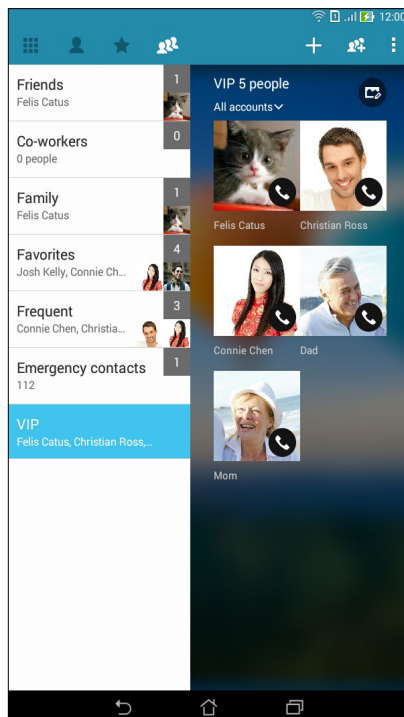 12:00
Friends
1
Felis Catus
Co-workers
0
0 people
Family
1
Felis Catus
Favorites
4
Josh Kelly, Connie Ch...
Frequent
3
Connie Chen, Christia...
Emergency contacts
1
112
VIP
Felis Catus, Christian Ross,...
VIP 5 people
All accounts
Felis Catus
Christian Ross
Connie Chen
Dad
Mom